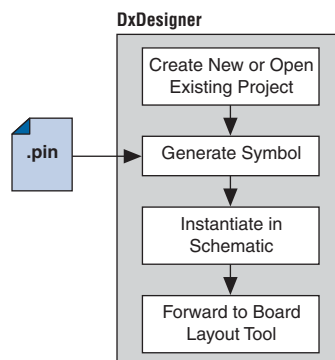 DxDesigner
Create New or Open
Existing Project
.pin
Generate Symbol
Instantiate in
Schematic
Forward to Board
Layout Tool